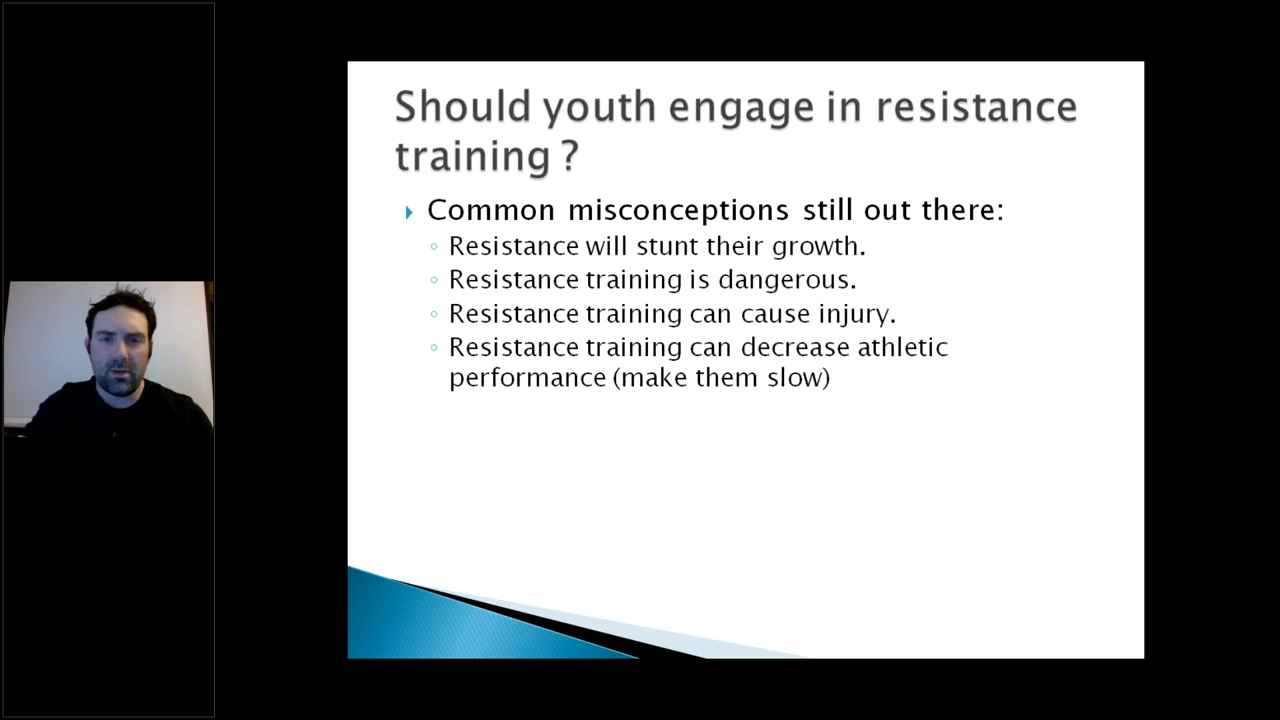 Should youth engage in resistance
training ?
Common misconceptions still out there:
Resistance will stunt their growth.
Resistance training is dangerous.
Resistance training can cause injury.
Resistance training can decrease athletic
performance (make them slow)